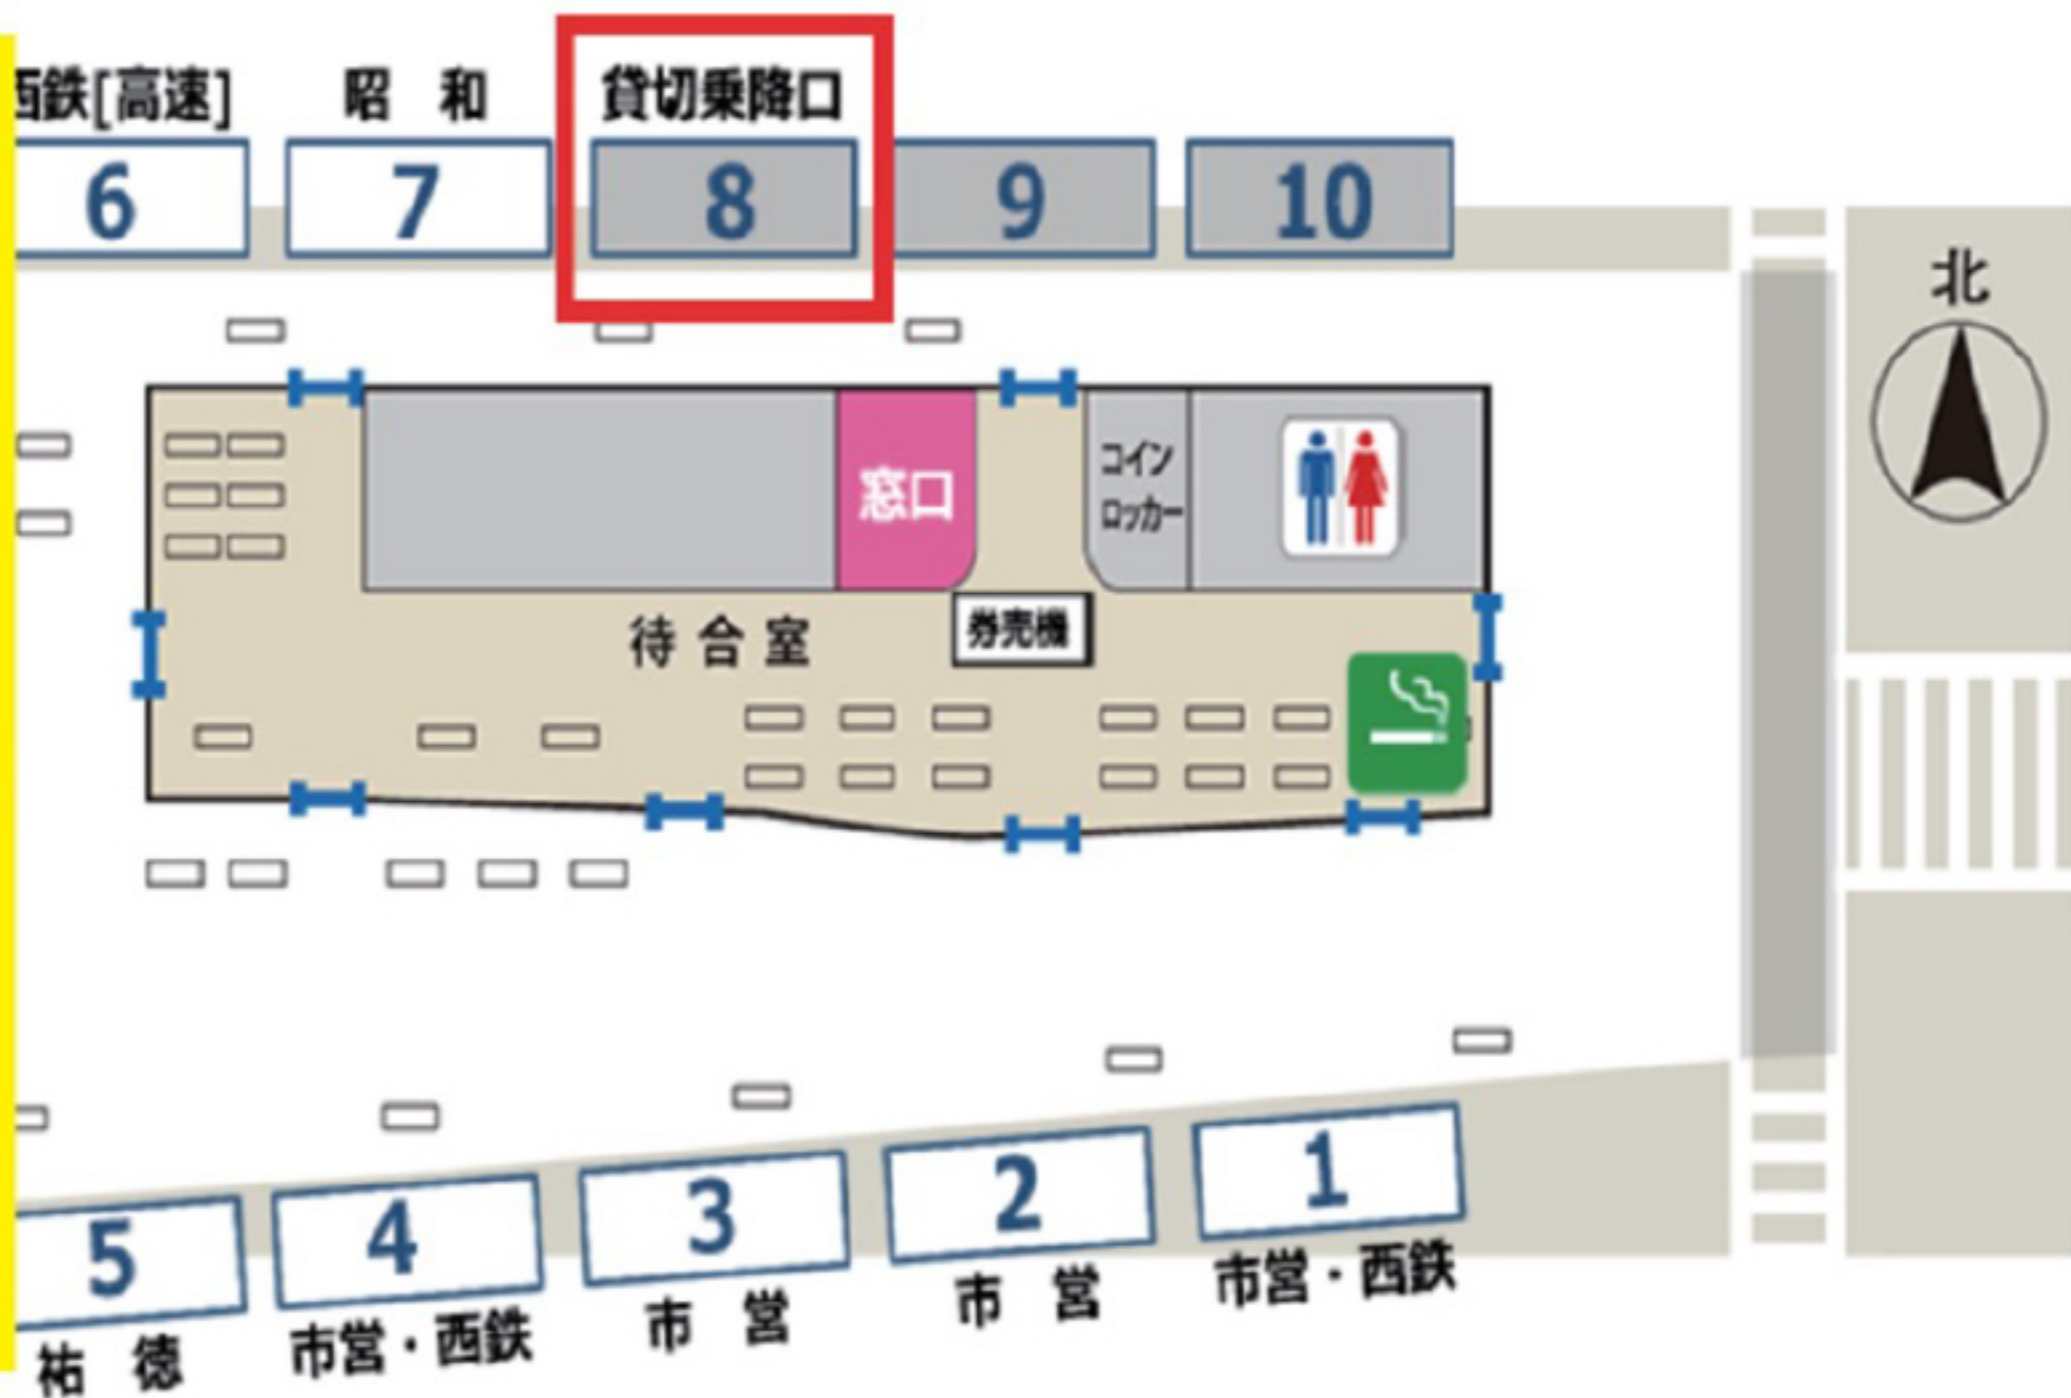 西鉄[高速]
昭 和
貸切乗降口
6
7
8
9
10
北
窓口
コイン
ロッカー
待合室
券売機
5
4
3
2
1
祐 徳
市営・西鉄
市 営
市 営
市営・西鉄